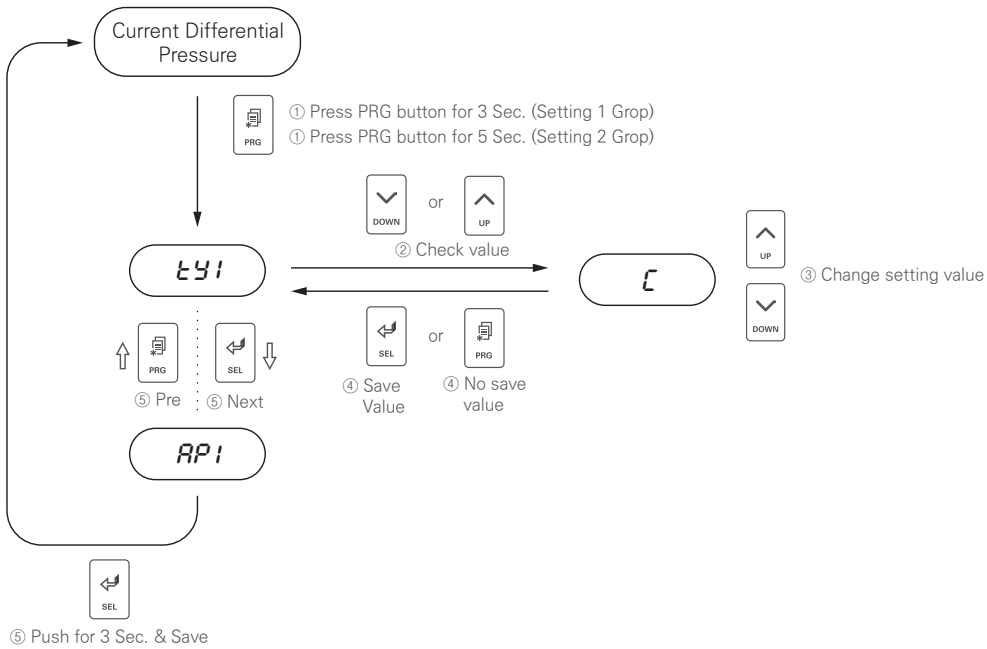 Current Differential
Pressure
PRG
① Press PRG button for 3 Sec. (Setting 1 Grop)
① Press PRG button for 5 Sec. (Setting 2 Grop)
DOWN
or
UP
② Check value
tY1
C
UP
③ Change setting value
DOWN
SEL
or
PRG
④ Save
Value
④ No save
value
PRG
SEL
⑤ Pre
⑤ Next
AP1
SEL
⑤ Push for 3 Sec. & Save